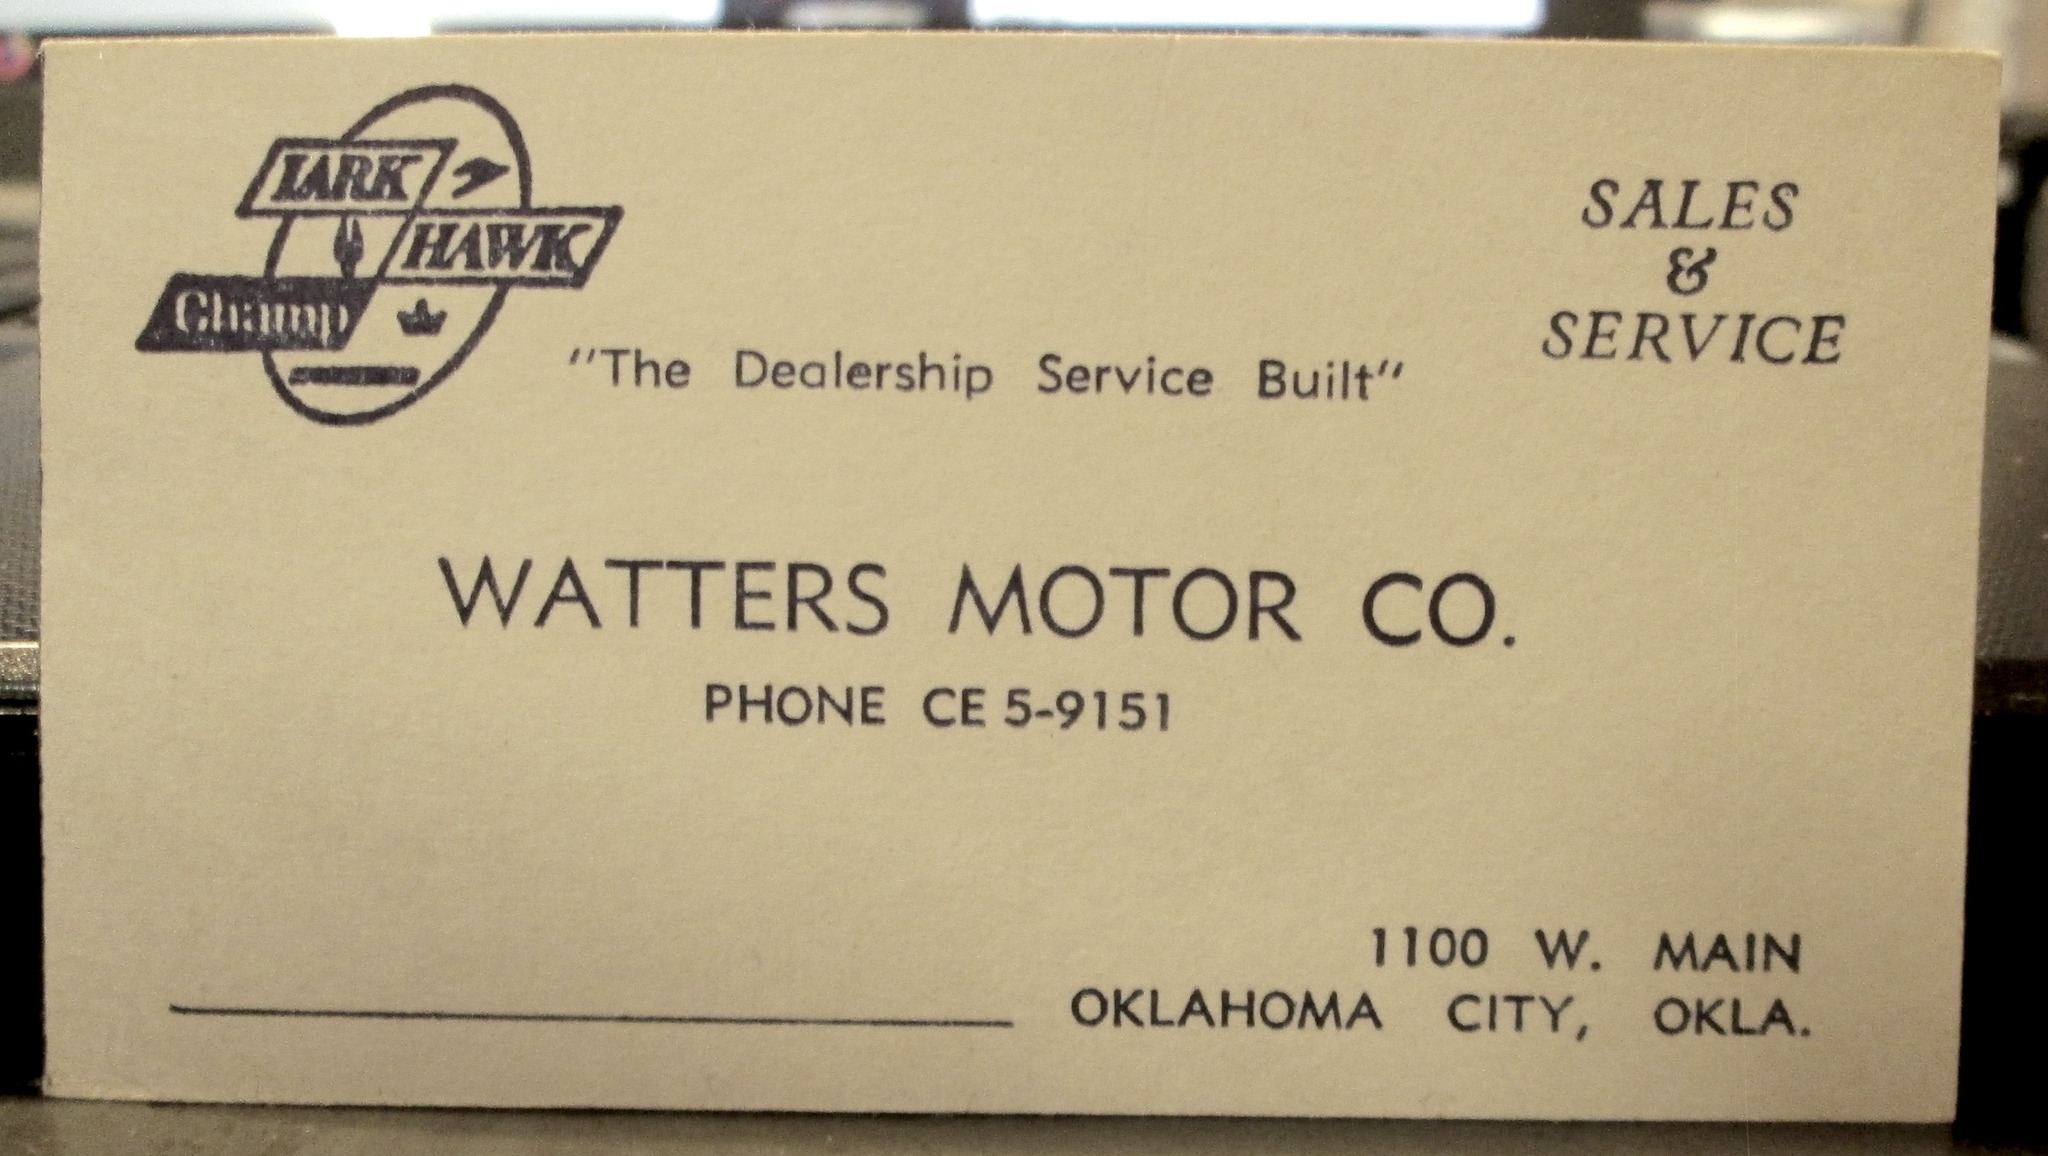 LARK
HAWK
Champ
SALES
&
SERVICE
"The Dealership Service Built"
WATTERS MOTOR CO.
PHONE CE 5-9151
1100 W. MAIN
OKLAHOMA CITY, OKLA.